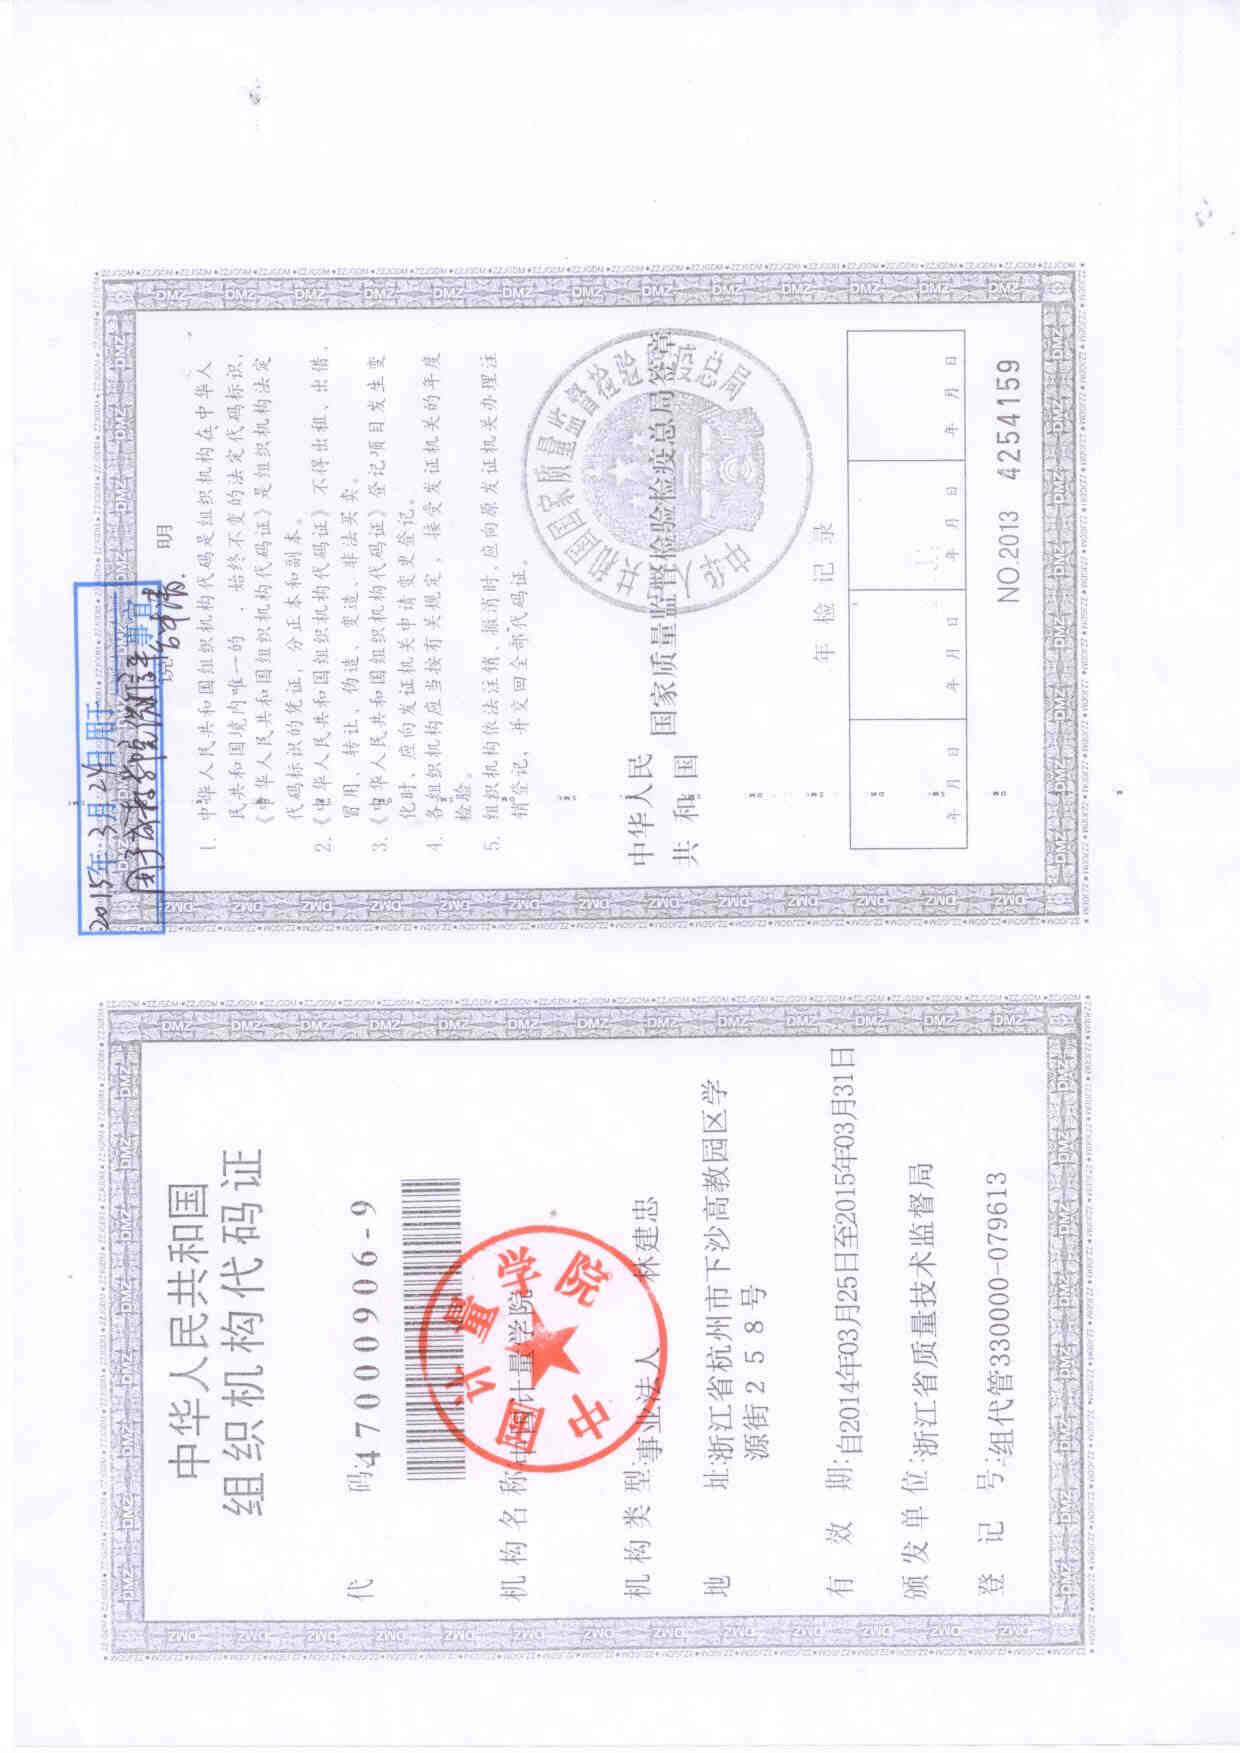 中华人民共和国
组织机构代码证
代 码:47000906-9
机构名称:中国计量学院
机构类型:事业法人 林建忠
地 址:浙江省杭州市下沙高教园区学
源街258号
有 效 期:自2014年03月25日至2015年03月31日
颁发单位:浙江省质量技术监督局
登 记 号:组代管330000-079613
中国计量学院
2015年3月24日用于
事宜
说 明
1. 中华人民共和国组织机构代码是组织机构在中华人
民共和国境内唯一的、始终不变的法定代码标识,
《中华人民共和国组织机构代码证》是组织机构法定
代码标识的凭证,分正本和副本。
2.《中华人民共和国组织机构代码证》不得出租、出借、
冒用、转让、伪造、变造、非法买卖。
3.《中华人民共和国组织机构代码证》登记项目发生变
化时,应向发证机关申请变更登记。
4. 各组织机构应当按有关规定,接受发证机关的年度
检验。
5. 组织机构依法注销、撤消时,应向原发证机关办理注
销登记,并交回全部代码证。
中华人民
共和国 国家质量监督检验检疫总局签章
中华人民共和国国家质量监督检验检疫总局
年 检 记 录
年 月 日 年 月 日 年 月 日 年 月 日
NO.2013 4254159